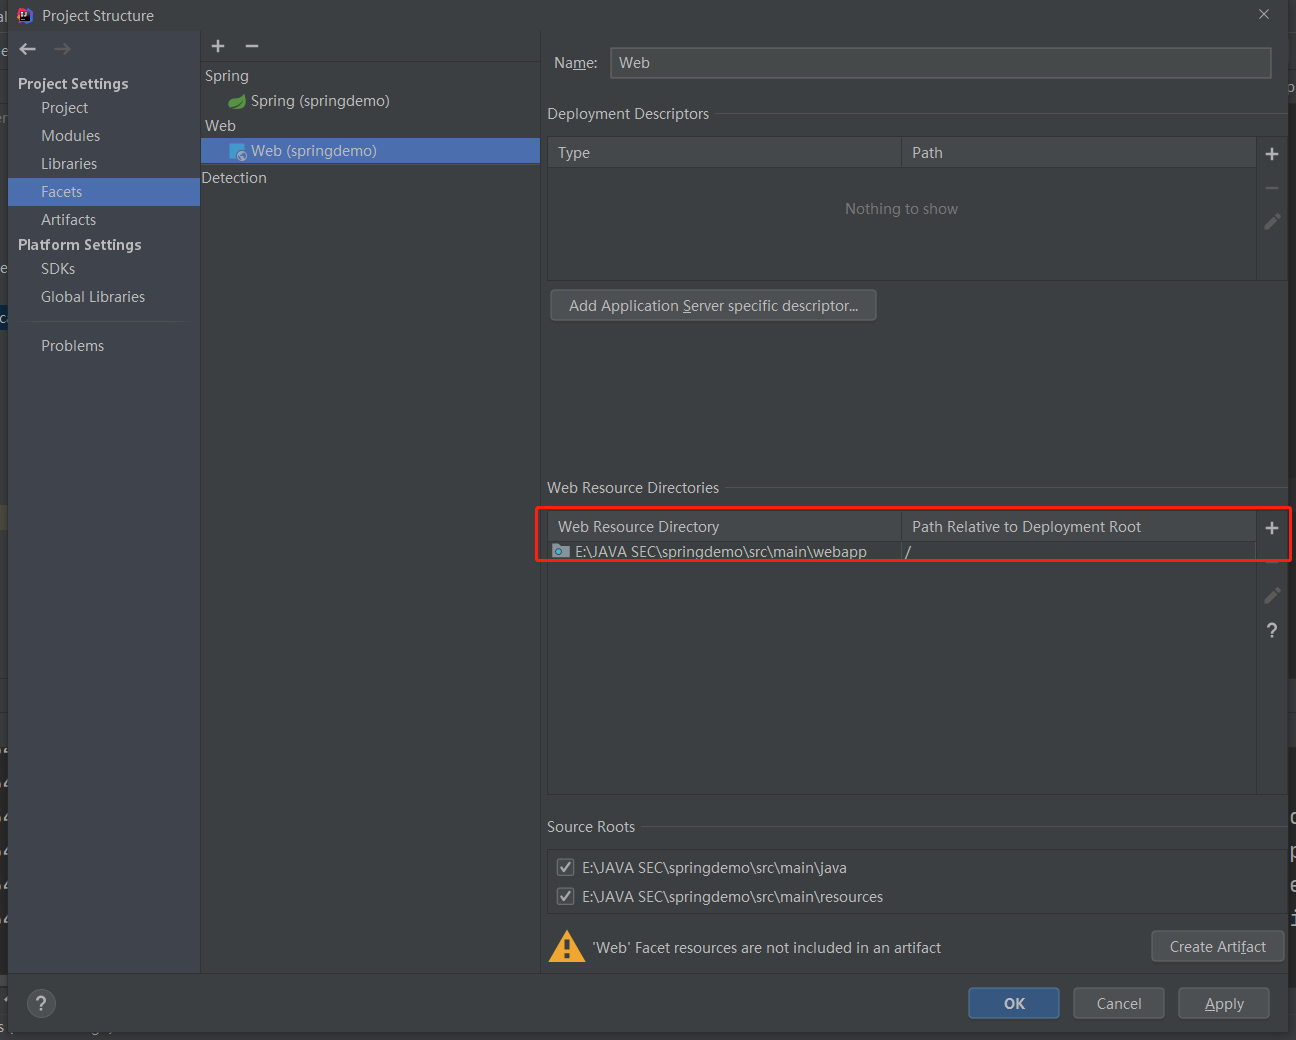 Project Structure
Project Settings
Project
Modules
Libraries
Facets
Artifacts
Platform Settings
SDKs
Global Libraries
Problems
Spring
Spring (springdemo)
Web
Web (springdemo)
Detection
Name: Web
Deployment Descriptors
Type Path
Nothing to show
Add Application Server specific descriptor...
Web Resource Directories
Web Resource Directory Path Relative to Deployment Root
E:\JAVA SEC\springdemo\src\main\webapp /
Source Roots
E:\JAVA SEC\springdemo\src\main\java
E:\JAVA SEC\springdemo\src\main\resources
'Web' Facet resources are not included in an artifact
Create Artifact
?
OK Cancel Apply